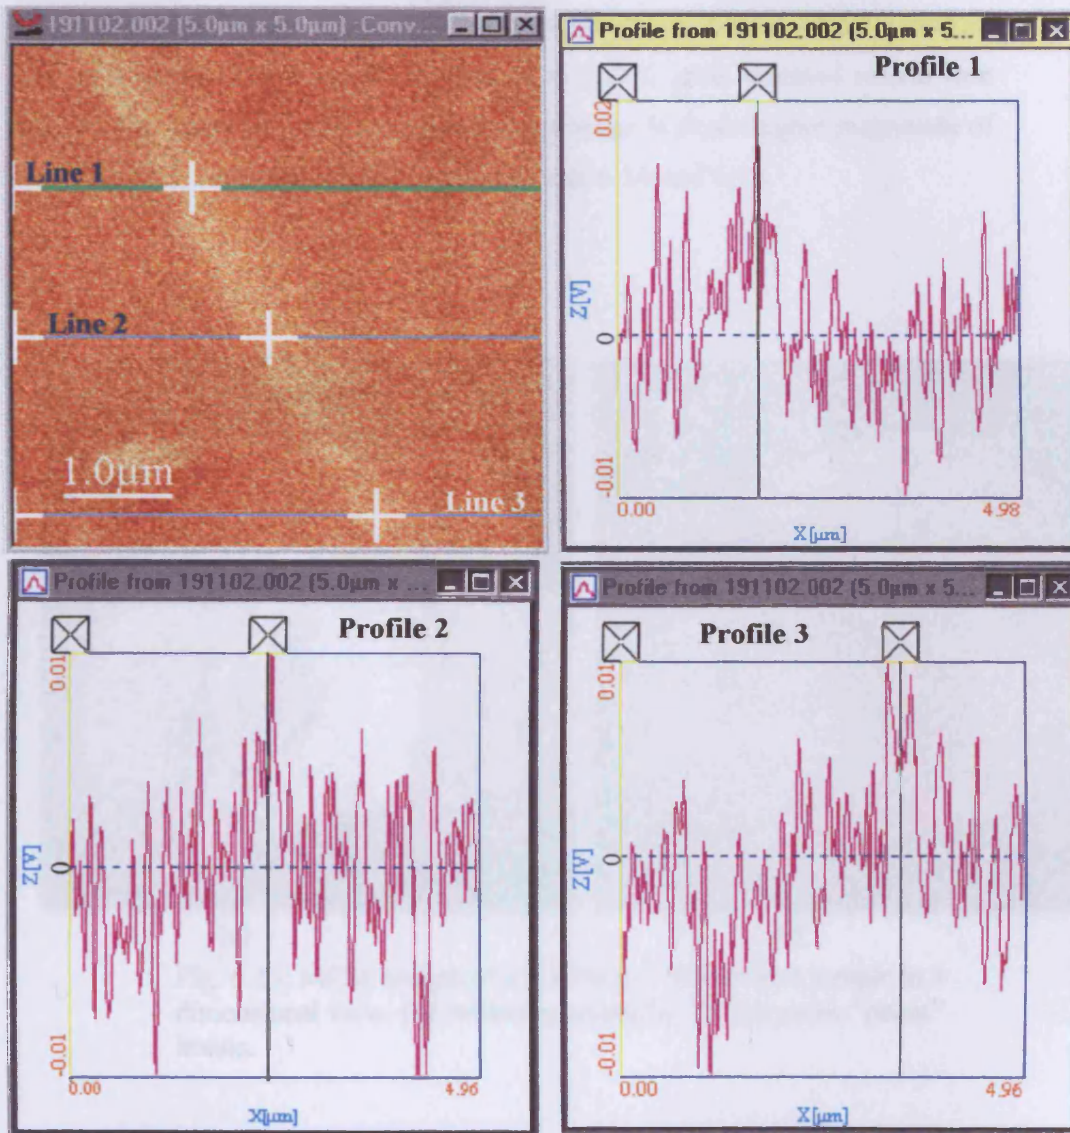 191102.002 (5.0µm x 5.0µm) :Conv...
Line 1
Line 2
1.0µm
Line 3
Profile from 191102.002 (5.0µm x 5...
Profile 1
0.02
Z[V]
0
-0.01
0.00
4.98
X[µm]
Profile from 191102.002 (5.0µm x ...
Profile 2
0.01
Z[V]
0
-0.01
0.00
4.96
X[µm]
Profile from 191102.002 (5.0µm x 5...
Profile 3
0.01
Z[V]
0
-0.01
0.00
4.96
X[µm]